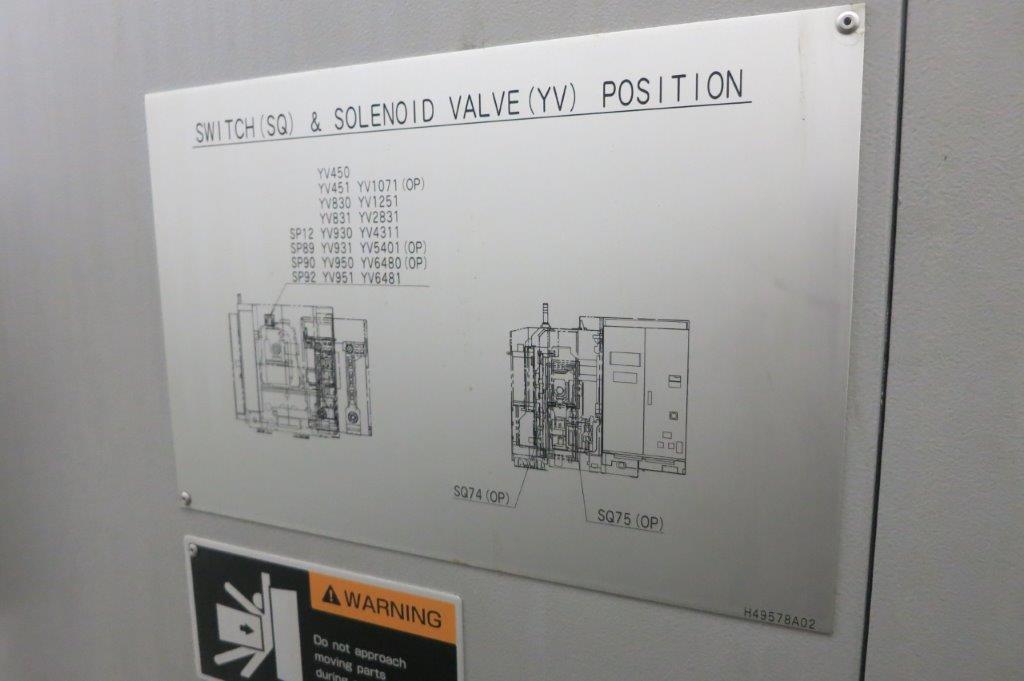 SWITCH(SQ) & SOLENOID VALVE(YV) POSITION
YV450
YV451 YV1071(OP)
YV830 YV1251
YV831 YV2831
SP12 YV930 YV4311
SP89 YV931 YV5401(OP)
SP90 YV950 YV6480(OP)
SP92 YV951 YV6481
SQ74(OP)
SQ75(OP)
H49578A02
WARNING
Do not approach
moving parts
during